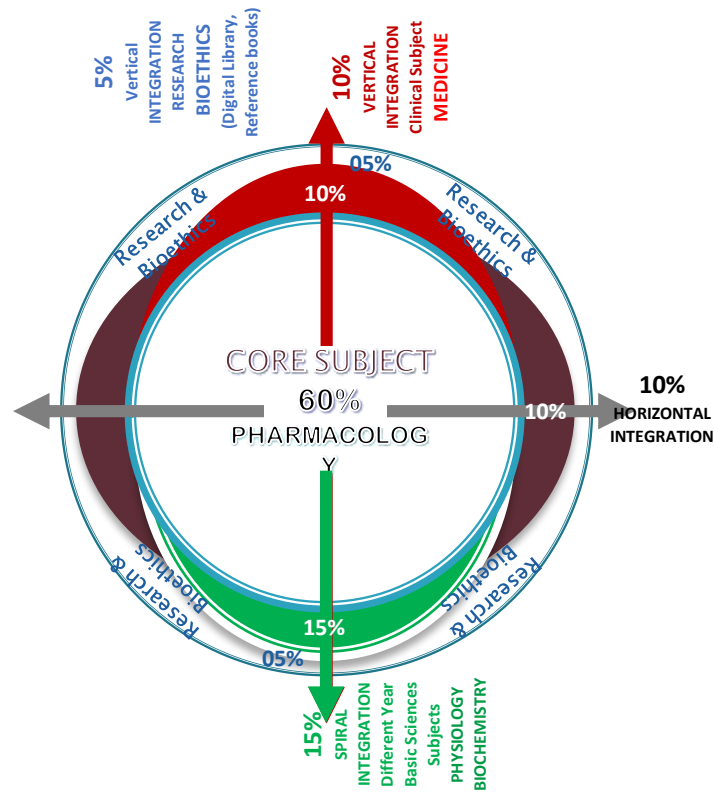 5%
Vertical
INTEGRATION
RESEARCH
BIOETHICS
(Digital Library,
Reference books)
10%
VERTICAL
INTEGRATION
Clinical Subject
MEDICINE
05%
10%
Research &
Bioethics
Research &
Bioethics
CORE SUBJECT
60%
PHARMACOLOG
Y
10%
10%
HORIZONTAL
INTEGRATION
Research &
Bioethics
Research &
Bioethics
15%
05%
15%
SPIRAL
INTEGRATION
Different Year
Basic Sciences
Subjects
PHYSIOLOGY
BIOCHEMISTRY